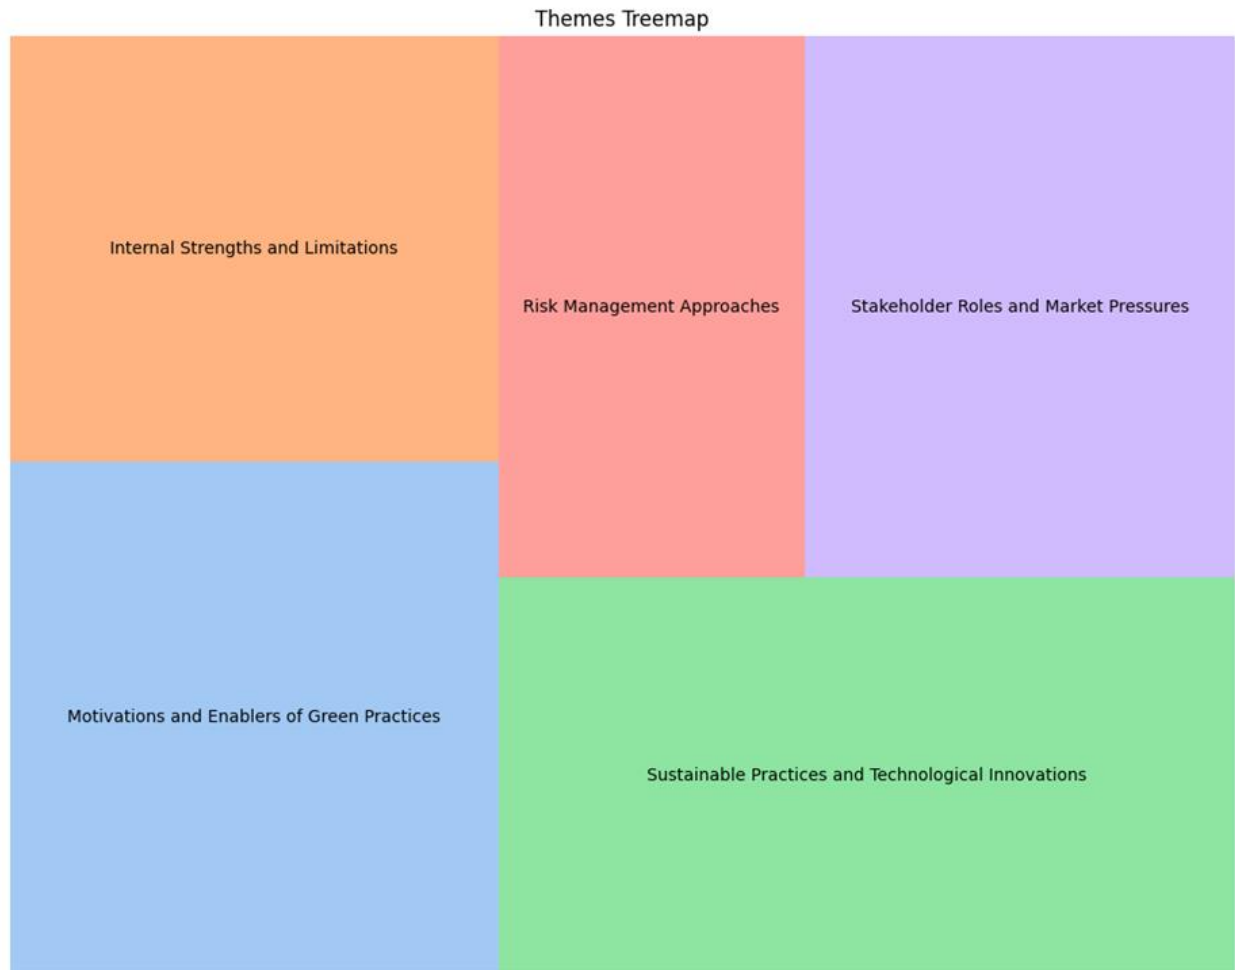 Themes Treemap
Internal Strengths and Limitations
Risk Management Approaches
Stakeholder Roles and Market Pressures
Motivations and Enablers of Green Practices
Sustainable Practices and Technological Innovations